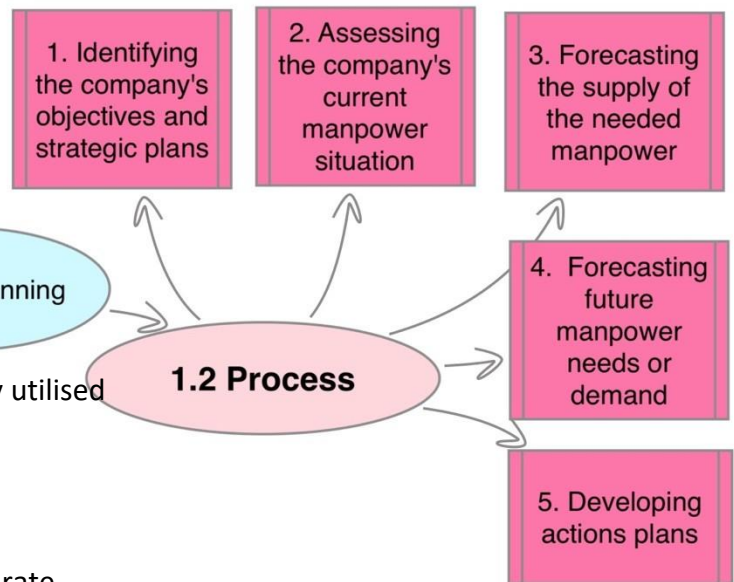 1. Identifying
the company's
objectives and
strategic plans
2. Assessing
the company's
current
manpower
situation
3. Forecasting
the supply of
the needed
manpower
nning
1.2 Process
utilised
4. Forecasting
future
manpower
needs or
demand
5. Developing
actions plans
rate